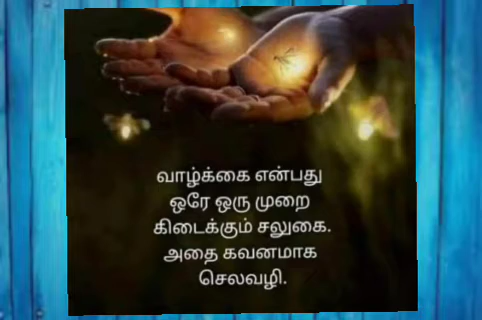 வாழ்க்கை என்பது
ஒரே ஒரு முறை
கிடைக்கும் சலுகை.
அதை கவனமாக
செலவழி.